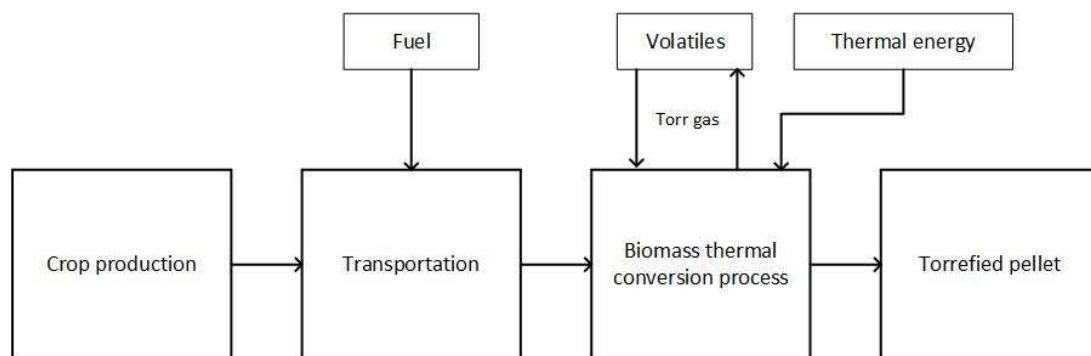 Fuel
Volatiles
Thermal energy
Torr gas
Crop production
Transportation
Biomass thermal
conversion process
Torrefied pellet